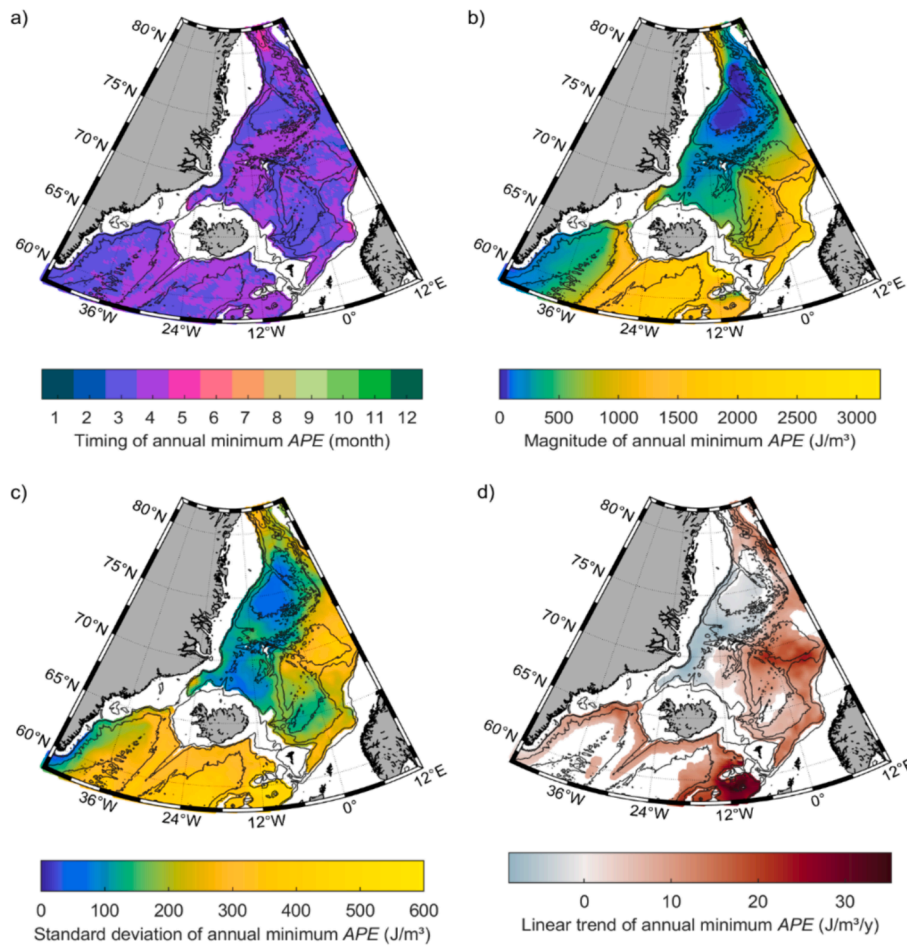 a)
80°N
75°N
70°N
65°N
60°N
36°W
24°W
12°W
0°
12°E
1 2 3 4 5 6 7 8 9 10 11 12
Timing of annual minimum APE (month)
b)
80°N
75°N
70°N
65°N
60°N
36°W
24°W
12°W
0°
12°E
0 500 1000 1500 2000 2500 3000
Magnitude of annual minimum APE (J/m³)
c)
80°N
75°N
70°N
65°N
60°N
36°W
24°W
12°W
0°
12°E
0 100 200 300 400 500 600
Standard deviation of annual minimum APE (J/m³)
d)
80°N
75°N
70°N
65°N
60°N
36°W
24°W
12°W
0°
12°E
0 10 20 30
Linear trend of annual minimum APE (J/m³/y)